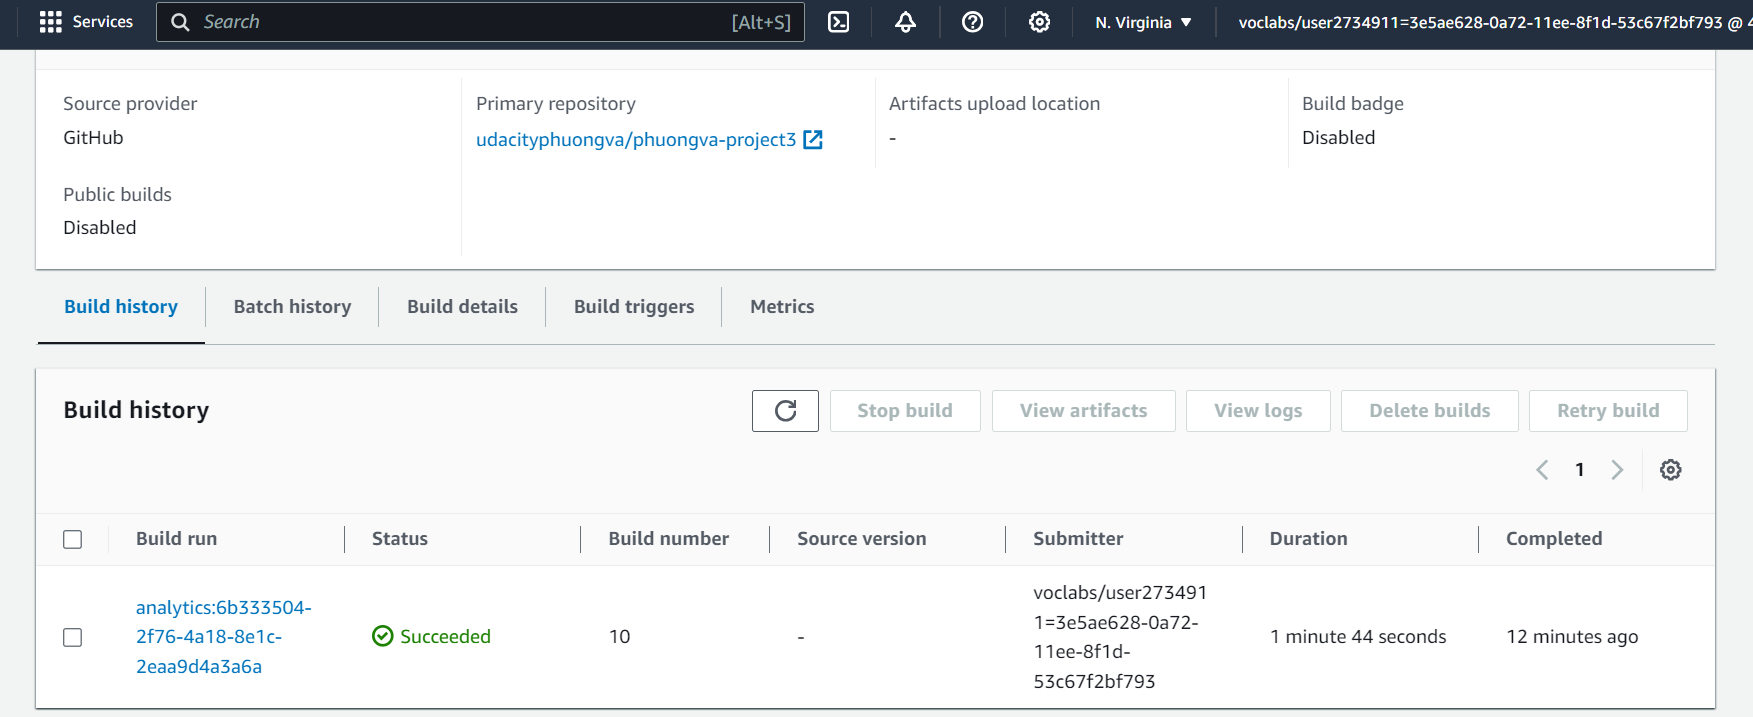 Services
Search [Alt+S]
N. Virginia ▼
voclabs/user2734911=3e5ae628-0a72-11ee-8f1d-53c67f2bf793 @ 4
Source provider
GitHub
Primary repository
udacityphuongva/phuongva-project3
Artifacts upload location
-
Build badge
Disabled
Public builds
Disabled
Build history
Batch history
Build details
Build triggers
Metrics
Build history
Stop build
View artifacts
View logs
Delete builds
Retry build
1
Build run
Status
Build number
Source version
Submitter
Duration
Completed
analytics:6b333504-
2f76-4a18-8e1c-
2eaa9d4a3a6a
Succeeded
10
-
voclabs/user273491
1=3e5ae628-0a72-
11ee-8f1d-
53c67f2bf793
1 minute 44 seconds
12 minutes ago